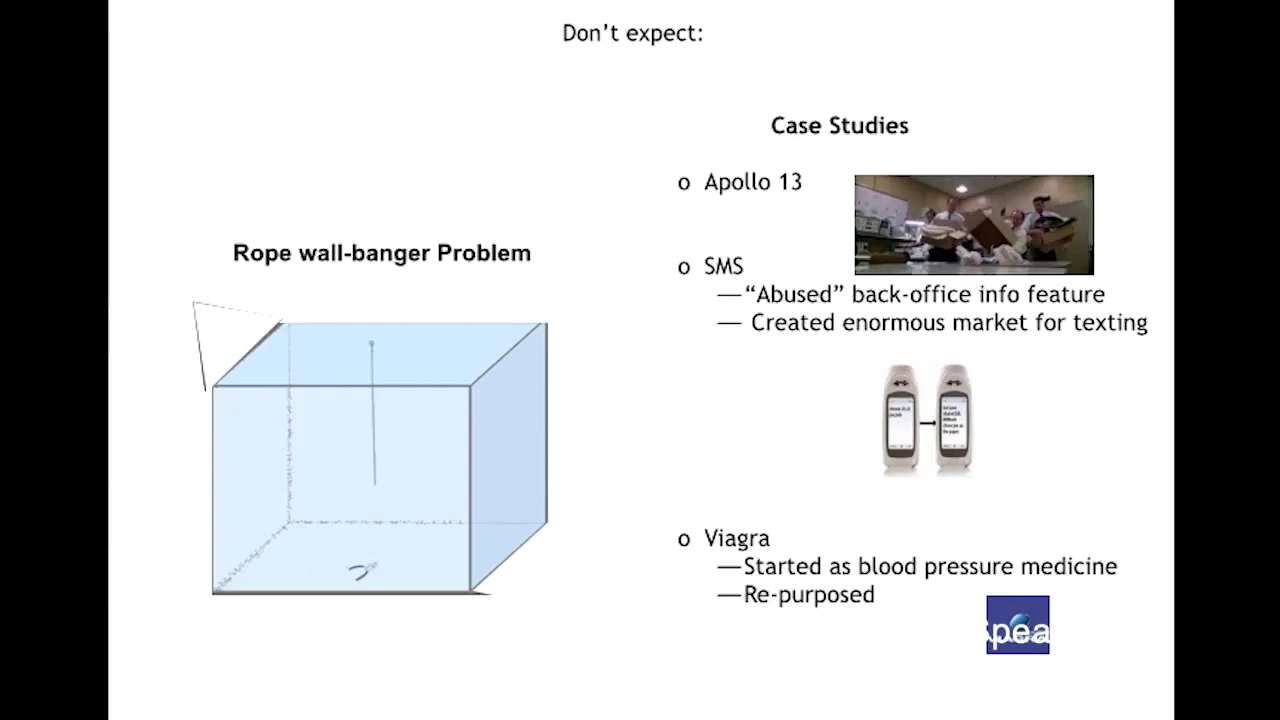 Don't expect:
Case Studies
o Apollo 13
Rope wall-banger Problem
o SMS
—“Abused” back-office info feature
— Created enormous market for texting
o Viagra
—Started as blood pressure medicine
—Re-purposed
Spea